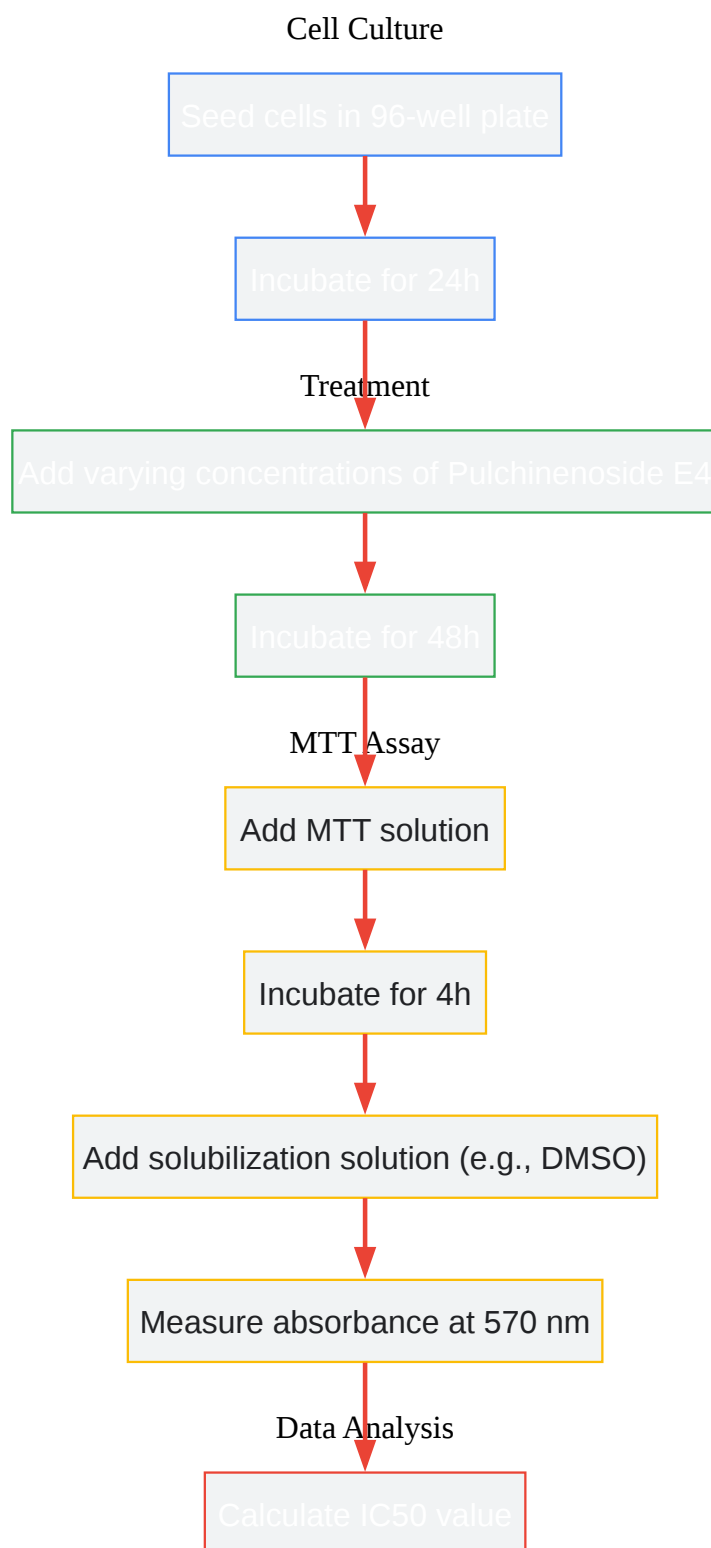 Cell Culture
Seed cells in 96-well plate
Incubate for 24h
Treatment
Add varying concentrations of Pulchinenoside E4
Incubate for 48h
MTT Assay
Add MTT solution
Incubate for 4h
Add solubilization solution (e.g., DMSO)
Measure absorbance at 570 nm
Data Analysis
Calculate IC50 value